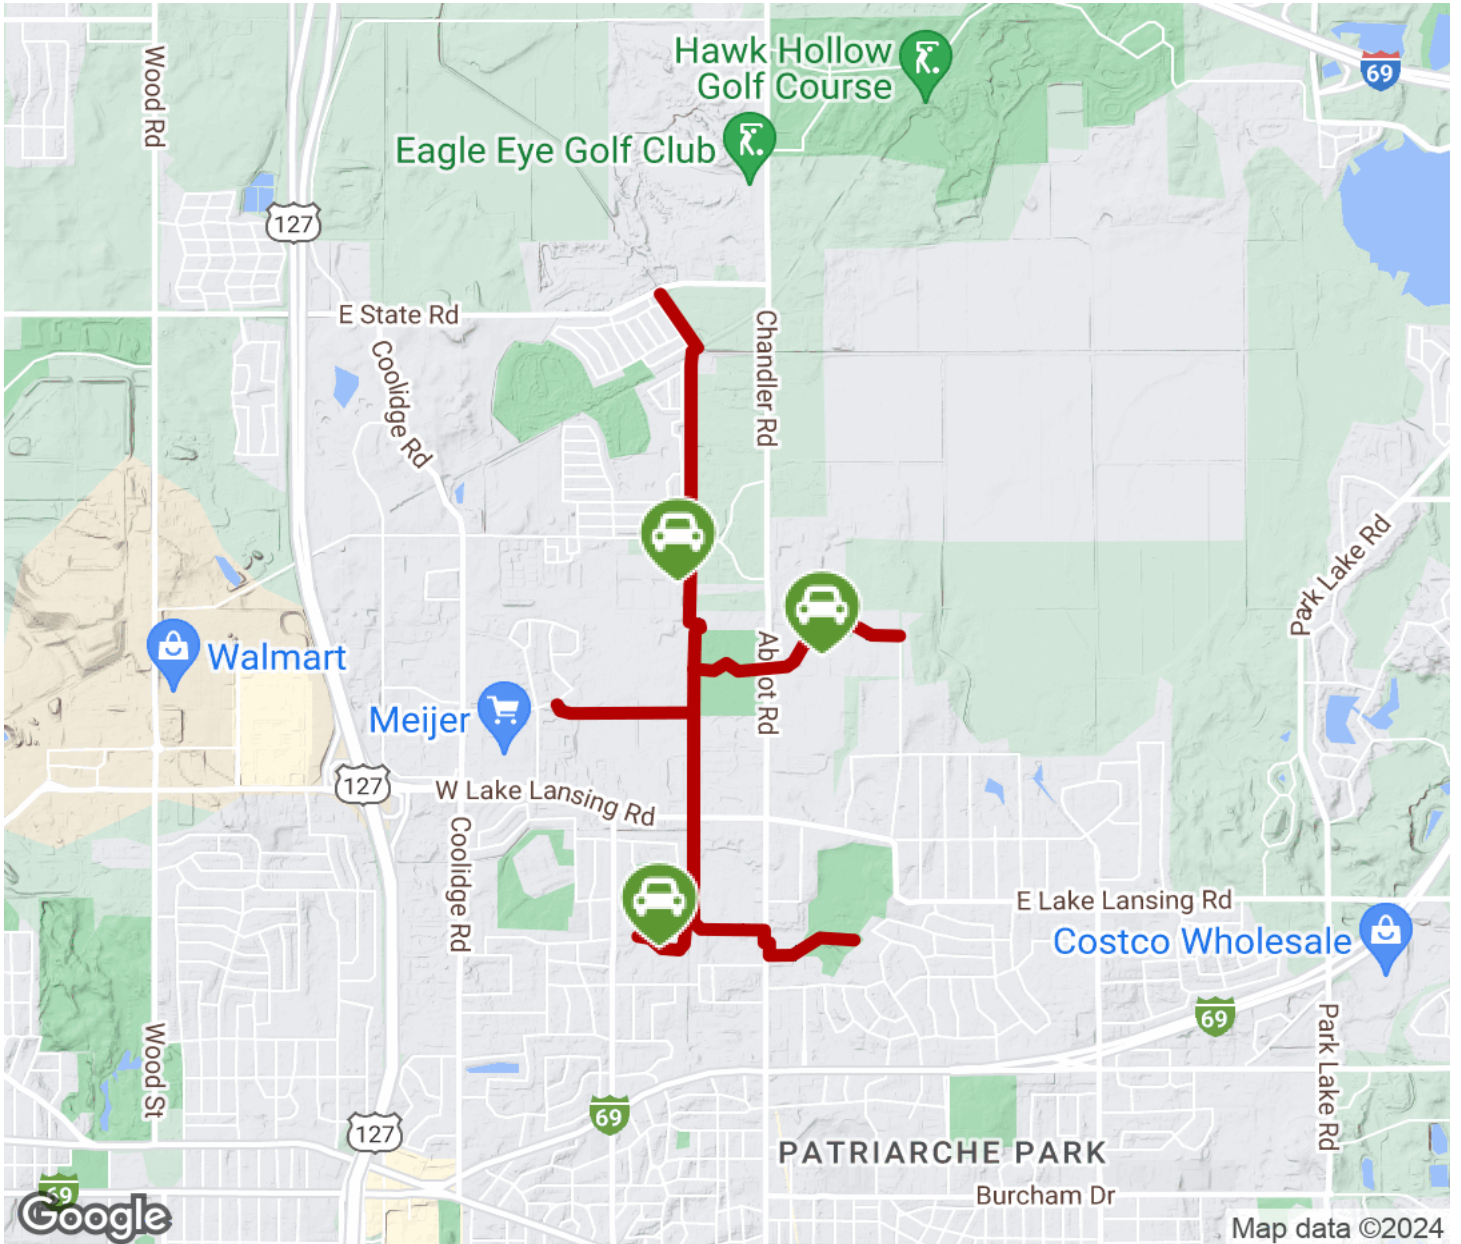 Hawk Hollow
Golf Course
69
Wood Rd
Eagle Eye Golf Club
127
E State Rd
Chandler Rd
Coolidge Rd
Park Lake Rd
Walmart
Abbot Rd
Meijer
127
W Lake Lansing Rd
Coolidge Rd
E Lake Lansing Rd
Costco Wholesale
69
Wood St
Park Lake Rd
69
127
PATRIARCHE PARK
Burcham Dr
69
Google
Map data ©2024